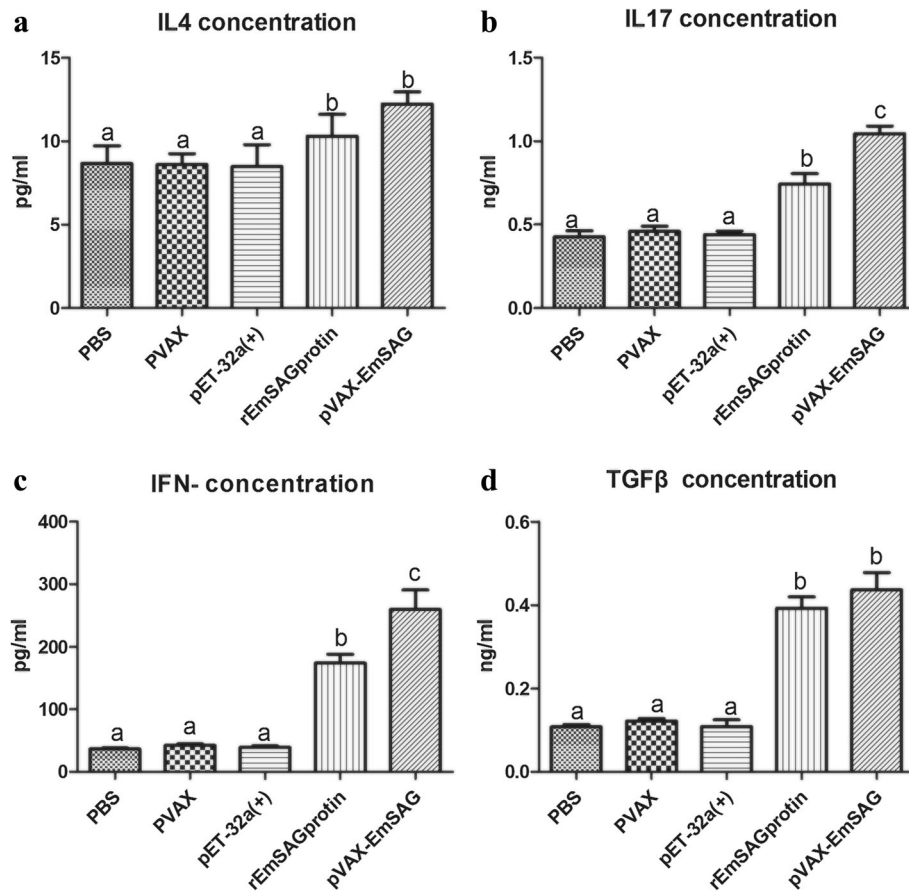 a
IL4 concentration
15
10
5
0
pg/ml
a
a
a
b
b
PBS
PVAX
pET-32a(+)
rEmSAGprotin
pVAX-EmSAG
b
IL17 concentration
1.5
1.0
0.5
0.0
ng/ml
a
a
a
b
c
PBS
PVAX
pET-32a(+)
rEmSAGprotin
pVAX-EmSAG
c
IFN- concentration
400
300
200
100
0
pg/ml
a
a
a
b
c
PBS
PVAX
pET-32a(+)
rEmSAGprotin
pVAX-EmSAG
d
TGFβ concentration
0.6
0.4
0.2
0.0
ng/ml
a
a
a
b
b
PBS
PVAX
pET-32a(+)
rEmSAGprotin
pVAX-EmSAG